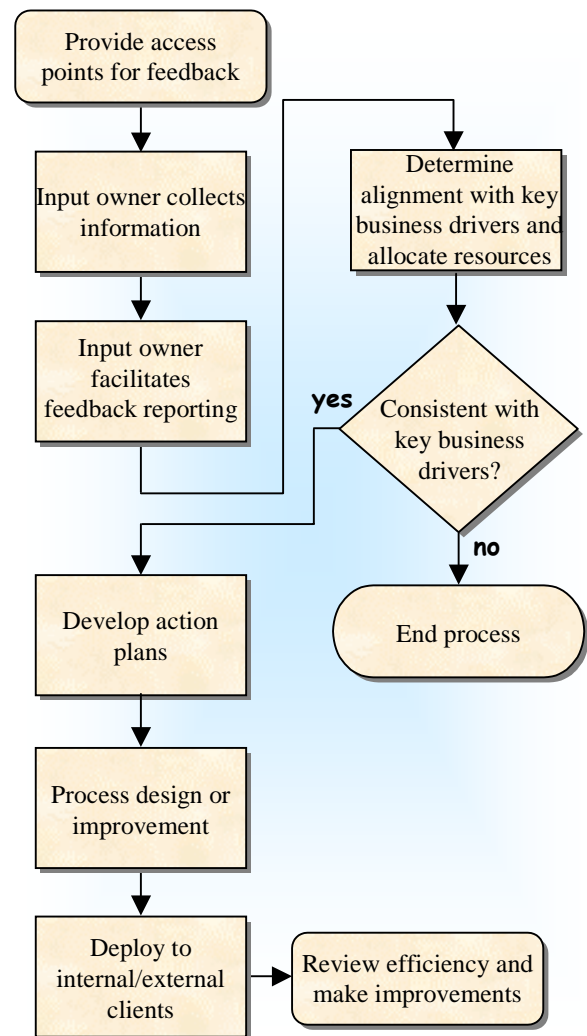 Provide access
points for feedback
Input owner collects
information
Input owner
facilitates
feedback reporting
Determine
alignment with key
business drivers and
allocate resources
Consistent with
key business
drivers?
yes
no
End process
Develop action
plans
Process design or
improvement
Deploy to
internal/external
clients
Review efficiency and
make improvements